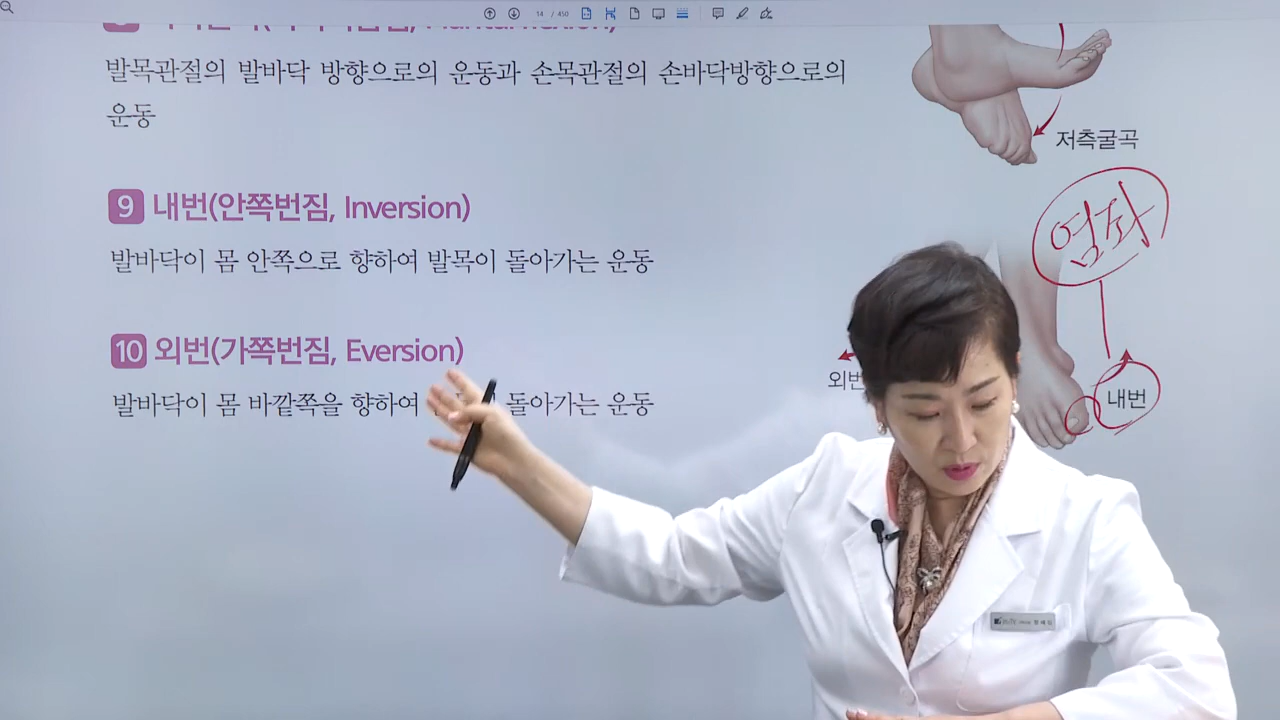 14 / 450
발목관절의 발바닥 방향으로의 운동과 손목관절의 손바닥방향으로의
운동
저측굴곡
9 내번(안쪽번짐, Inversion)
염좌
발바닥이 몸 안쪽으로 향하여 발목이 돌아가는 운동
10 외번(가쪽번짐, Eversion)
외번
내번
발바닥이 몸 바깥쪽을 향하여 돌아가는 운동